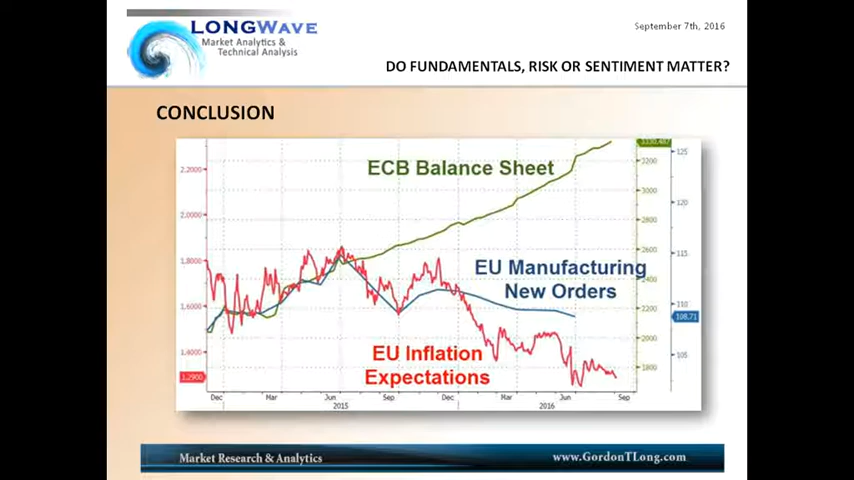 LONGWAVE
Market Analytics &
Technical Analysis
September 7th, 2016
DO FUNDAMENTALS, RISK OR SENTIMENT MATTER?
CONCLUSION
ECB Balance Sheet
EU Manufacturing
New Orders
EU Inflation
Expectations
2.2000
2.0000
1.8000
1.6000
1.4000
1.2900
3200
3000
2800
2600
2400
2200
2000
1800
125
120
115
110
108.71
105
Dec Mar Jun Sep Dec Mar Jun Sep
2015 2016
Market Research & Analytics
www.GordonTLong.com